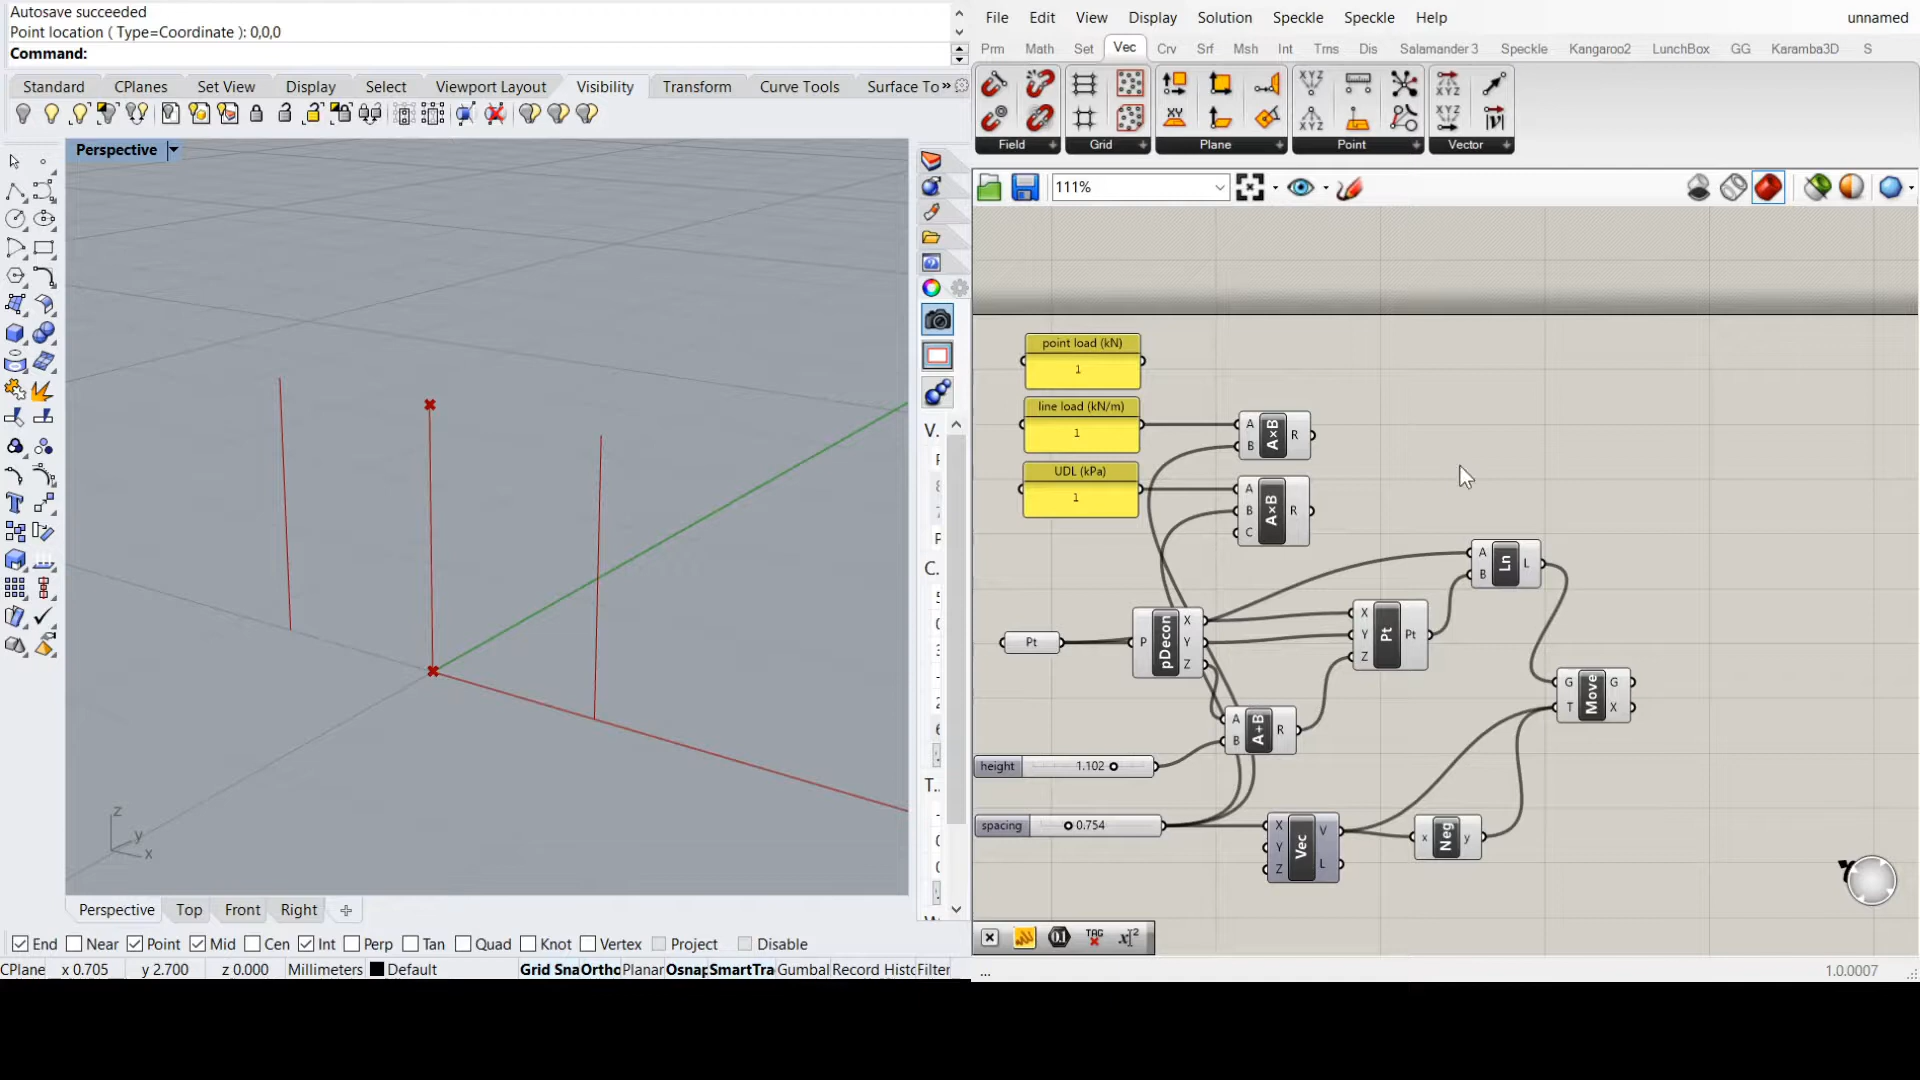 Autosave succeeded
Point location ( Type=Coordinate ): 0,0,0
Command:
Standard CPlanes Set View Display Select Viewport Layout Visibility Transform Curve Tools Surface To
Perspective
z
y
x
V.
C.
T.
Perspective Top Front Right
End Near Point Mid Cen Int Perp Tan Quad Knot Vertex Project Disable
CPlane x 0.705 y 2.700 z 0.000 Millimeters Default Grid Sna Ortho Planar Osnap SmartTra Gumbal Record Histo Filter
File Edit View Display Solution Speckle Speckle Help unnamed
Prm Math Set Vec Crv Srf Msh Int Trns Dis Salamander 3 Speckle Kangaroo2 LunchBox GG Karamba3D S
Field Grid Plane Point Vector
111%
point load (kN)
1
line load (kN/m)
1
UDL (kPa)
1
A B A×B R
A B C A×B R
A B Ln L
Pt
P pDecon X Y Z
X Y Z Pt Pt
G T Move G X
A B A+B R
height 1.102
spacing 0.754
X Y Z Vec V L
x Neg y
...
1.0.0007